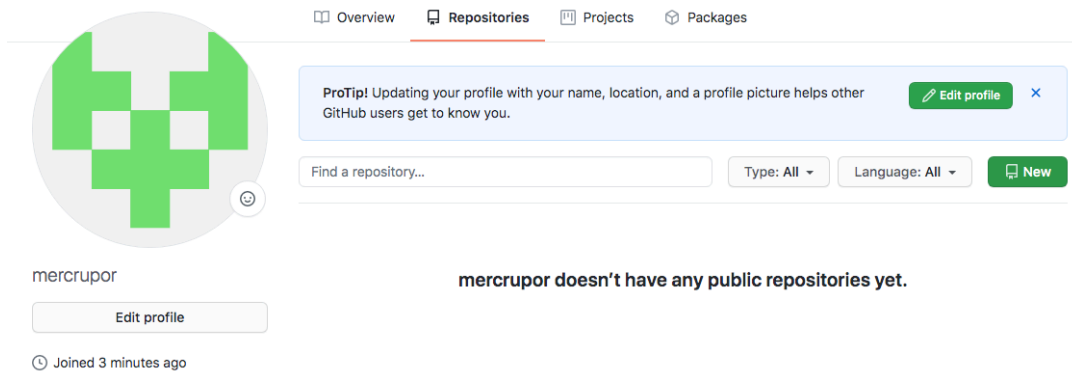 Overview Repositories Projects Packages
ProTip! Updating your profile with your name, location, and a profile picture helps other
GitHub users get to know you.
Edit profile
Find a repository...
Type: All
Language: All
New
mercrupor
mercrupor doesn't have any public repositories yet.
Edit profile
Joined 3 minutes ago